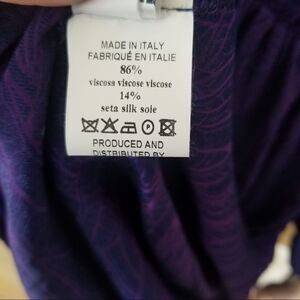 MADE IN ITALY
FABRIQUÉ EN ITALIE
86%
viscosa viscose viscose
14%
seta silk soie
PRODUCED AND
DISTRIBUTED BY